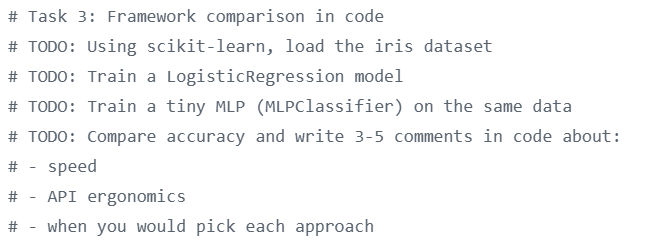 # Task 3: Framework comparison in code
# TODO: Using scikit-learn, load the iris dataset
# TODO: Train a LogisticRegression model
# TODO: Train a tiny MLP (MLPClassifier) on the same data
# TODO: Compare accuracy and write 3-5 comments in code about:
# - speed
# - API ergonomics
# - when you would pick each approach